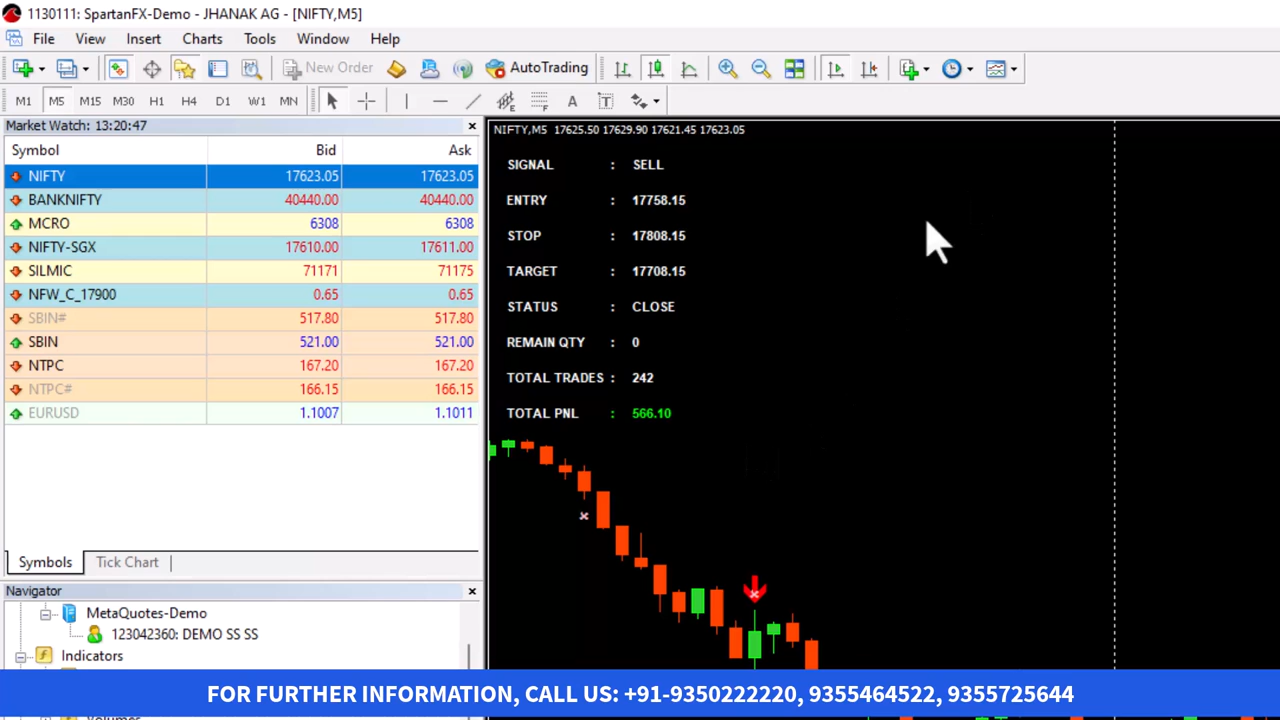 1130111: SpartanFX-Demo - JHANAK AG - [NIFTY,M5]
File View Insert Charts Tools Window Help
New Order AutoTrading
M1 M5 M15 M30 H1 H4 D1 W1 MN A T
Market Watch: 13:20:47
Symbol Bid Ask
NIFTY 17623.05 17623.05
BANKNIFTY 40440.00 40440.00
MCRO 6308 6308
NIFTY-SGX 17610.00 17611.00
SILMIC 71171 71175
NFW_C_17900 0.65 0.65
SBIN# 517.80 517.80
SBIN 521.00 521.00
NTPC 167.20 167.20
NTPC# 166.15 166.15
EURUSD 1.1007 1.1011
Symbols Tick Chart
Navigator
MetaQuotes-Demo
123042360: DEMO SS SS
Indicators
NIFTY,M5 17625.50 17629.90 17621.45 17623.05
SIGNAL : SELL
ENTRY : 17758.15
STOP : 17808.15
TARGET : 17708.15
STATUS : CLOSE
REMAIN QTY : 0
TOTAL TRADES : 242
TOTAL PNL : 566.10
FOR FURTHER INFORMATION, CALL US: +91-9350222220, 9355464522, 9355725644